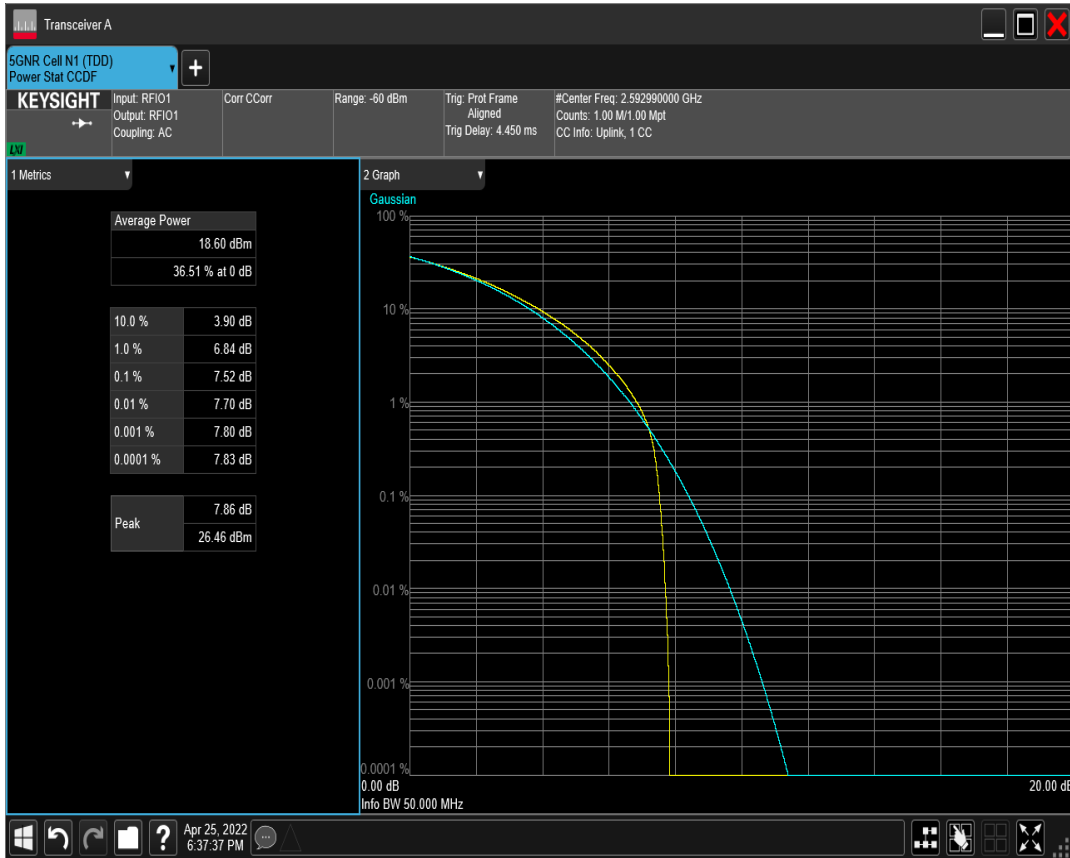 Transceiver A
5GNR Cell N1 (TDD)
Power Stat CCDF
+
KEYSIGHT
LXI
Input: RFIO1
Output: RFIO1
Coupling: AC
Corr CCorr
Range: -60 dBm
Trig: Prot Frame
Aligned
Trig Delay: 4.450 ms
#Center Freq: 2.592990000 GHz
Counts: 1.00 M/1.00 Mpt
CC Info: Uplink, 1 CC
1 Metrics
Average Power
18.60 dBm
36.51 % at 0 dB
10.0 % 3.90 dB
1.0 % 6.84 dB
0.1 % 7.52 dB
0.01 % 7.70 dB
0.001 % 7.80 dB
0.0001 % 7.83 dB
Peak
7.86 dB
26.46 dBm
2 Graph
Gaussian
100 %
10 %
1 %
0.1 %
0.01 %
0.001 %
0.0001 %
0.00 dB 20.00 dB
Info BW 50.000 MHz
?
Apr 25, 2022
6:37:37 PM